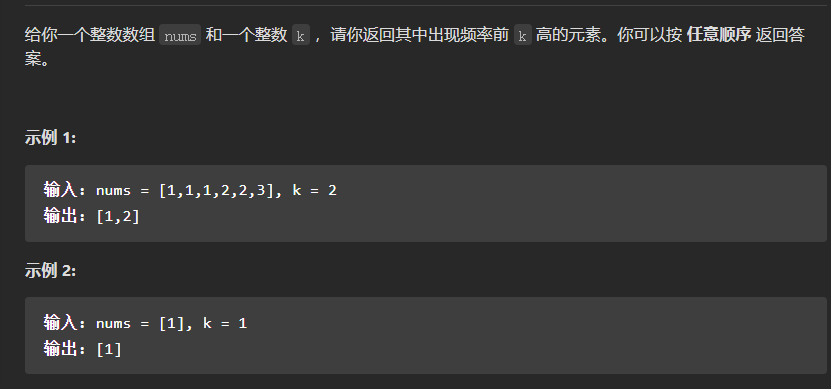 给你一个整数数组 nums 和一个整数 k ，请你返回其中出现频率前 k 高的元素。你可以按 任意顺序 返回答
案。
示例 1:
输入：nums = [1,1,1,2,2,3], k = 2
输出：[1,2]
示例 2:
输入：nums = [1], k = 1
输出：[1]